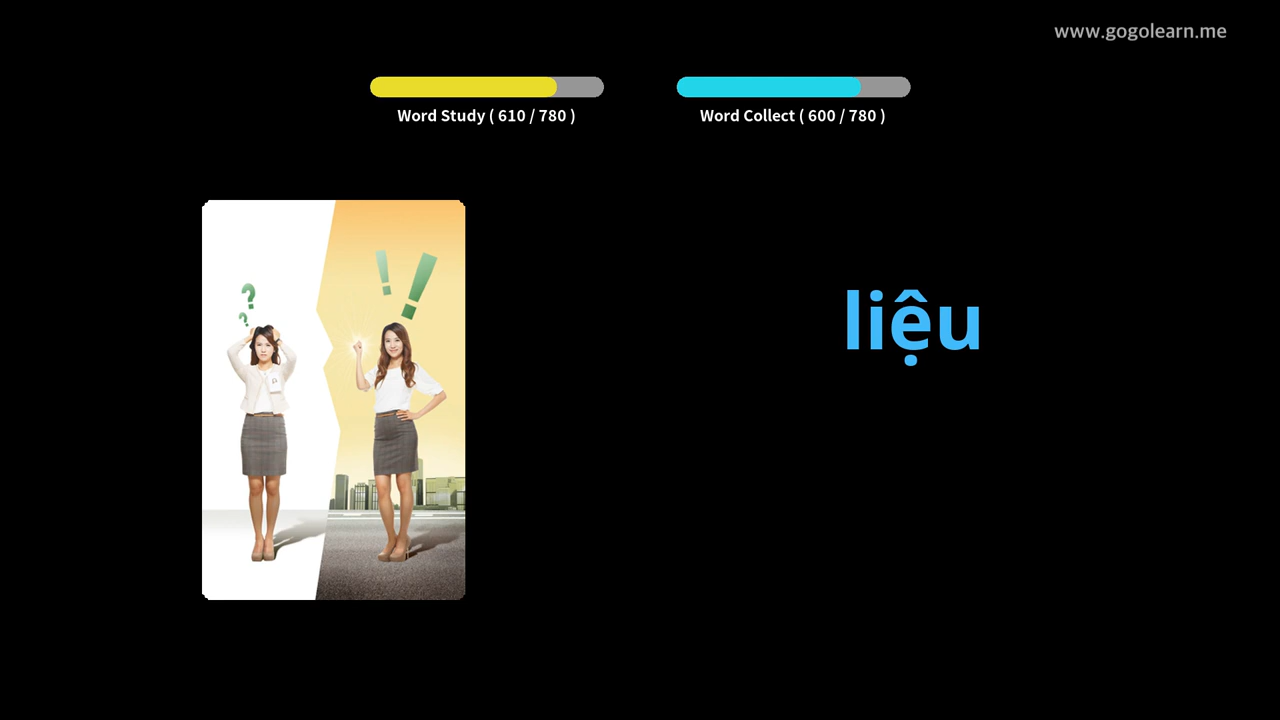 www.gogolearn.me
Word Study ( 610 / 780 )
Word Collect ( 600 / 780 )
? ?
! !
liệu